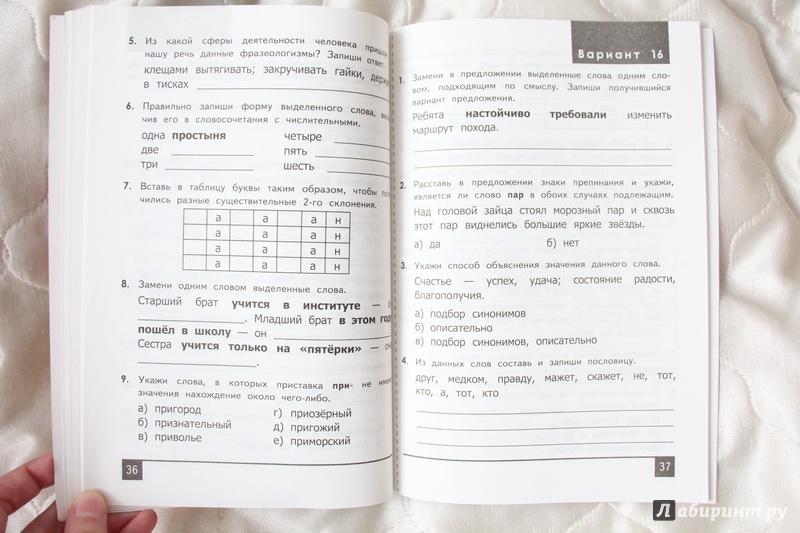 5. Из какой сферы деятельности человека пришли
нашу речь данные фразеологизмы? Запиши ответ.
клещами вытягивать; закручивать гайки,
в тисках
6. Правильно запиши форму выделенного слова,
чив его в словосочетания с числительными.
одна простыня четыре
две пять
три шесть
7. Вставь в таблицу буквы таким образом, чтобы
чились разные существительные 2-го склонения.
а а а н
а а а н
а а а н
а а а н
8. Замени одним словом выделенные слова.
Старший брат учится в институте —
. Младший брат в этом году
пошёл в школу — он
Сестра учится только на «пятёрки» —
.
9. Укажи слова, в которых приставка при- не
значения нахождение около чего-либо.
а) пригород г) приозёрный
б) признательный д) пригожий
в) приволье е) приморский
36
Вариант 16
1. Замени в предложении выделенные слова одним сло-
вом, подходящим по смыслу. Запиши получившийся
вариант предложения.
Ребята настойчиво требовали изменить
маршрут похода.
2. Расставь в предложении знаки препинания и укажи,
является ли слово пар в обоих случаях подлежащим.
Над головой зайца стоял морозный пар и сквозь
этот пар виднелись большие яркие звёзды.
а) да б) нет
3. Укажи способ объяснения значения данного слова.
Счастье — успех, удача; состояние радости,
благополучия.
а) подбор синонимов
б) описательно
в) подбор синонимов, описательно
4. Из данных слов составь и запиши пословицу.
друг, медком, правду, мажет, скажет, не, тот,
кто, а, тот, кто
37
Лабиринт.ру